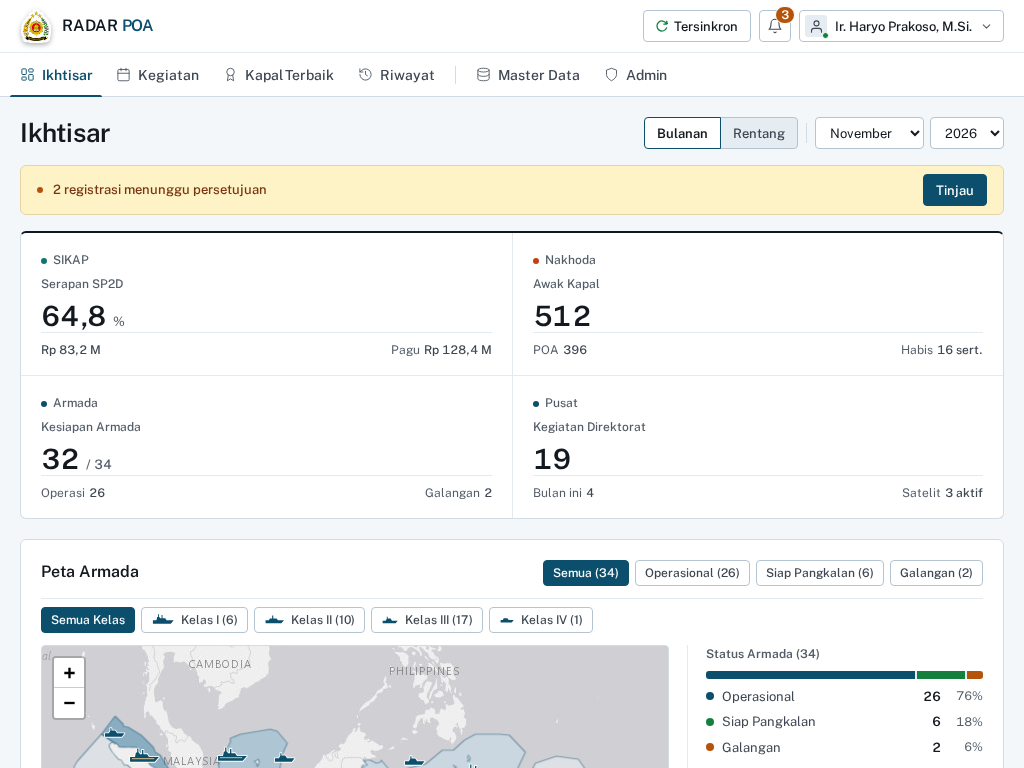 RADAR POA
Tersinkron
3
Ir. Haryo Prakoso, M.Si.
Ikhtisar
Kegiatan
Kapal Terbaik
Riwayat
Master Data
Admin
Ikhtisar
Bulanan
Rentang
November
2026
2 registrasi menunggu persetujuan
Tinjau
SIKAP
Serapan SP2D
64,8 %
Rp 83,2 M
Pagu Rp 128,4 M
Nakhoda
Awak Kapal
512
POA 396
Habis 16 sert.
Armada
Kesiapan Armada
32 / 34
Operasi 26
Galangan 2
Pusat
Kegiatan Direktorat
19
Bulan ini 4
Satelit 3 aktif
Peta Armada
Semua (34)
Operasional (26)
Siap Pangkalan (6)
Galangan (2)
Semua Kelas
Kelas I (6)
Kelas II (10)
Kelas III (17)
Kelas IV (1)
al
+
−
CAMBODIA
PHILIPPINES
MALAYSIA
Status Armada (34)
Operasional 26 76%
Siap Pangkalan 6 18%
Galangan 2 6%